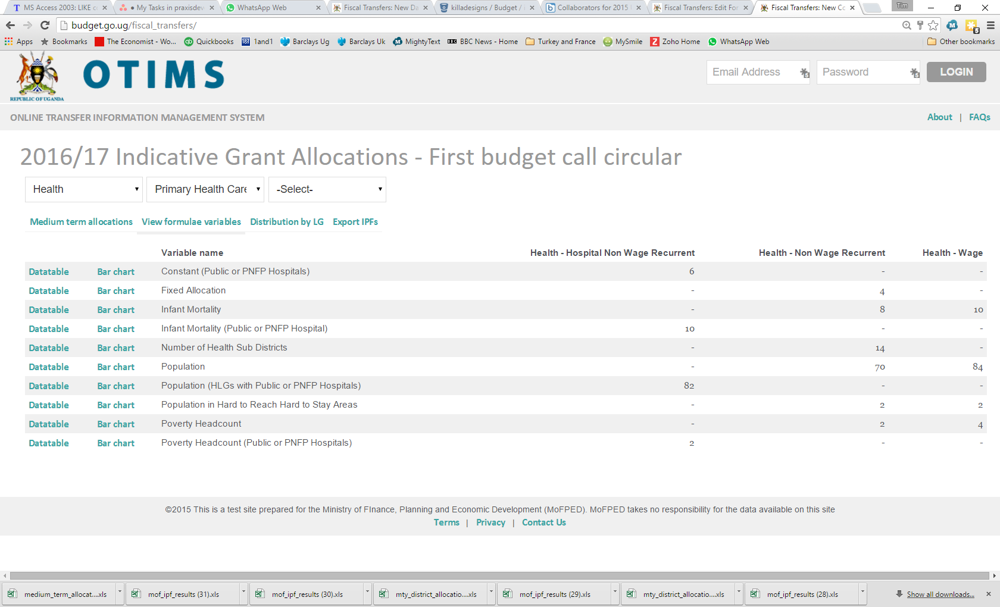 MS Access 2003: LIKE c
● My Tasks in praxisdev
WhatsApp Web
Fiscal Transfers: New Da
killadesigns / Budget /
Collaborators for 2015
Fiscal Transfers: Edit For
Fiscal Transfers: New Cc
Tim
budget.go.ug/fiscal_transfers/
Apps
Bookmarks
The Economist - Wo...
Quickbooks
1&1 1and1
Barclays Ug
Barclays Uk
M MightyText
BBC BBC News - Home
Turkey and France
MySmile
Z Zoho Home
WhatsApp Web
Other bookmarks
REPUBLIC OF UGANDA
OTIMS
Email Address
Password
LOGIN
ONLINE TRANSFER INFORMATION MANAGEMENT SYSTEM
About | FAQs
2016/17 Indicative Grant Allocations - First budget call circular
Health
Primary Health Care
-Select-
Medium term allocations View formulae variables Distribution by LG Export IPFs
Variable name Health - Hospital Non Wage Recurrent Health - Non Wage Recurrent Health - Wage
Datatable Bar chart Constant (Public or PNFP Hospitals) 6 - -
Datatable Bar chart Fixed Allocation - 4 -
Datatable Bar chart Infant Mortality - 8 10
Datatable Bar chart Infant Mortality (Public or PNFP Hospital) 10 - -
Datatable Bar chart Number of Health Sub Districts - 14 -
Datatable Bar chart Population - 70 84
Datatable Bar chart Population (HLGs with Public or PNFP Hospitals) 82 - -
Datatable Bar chart Population in Hard to Reach Hard to Stay Areas - 2 2
Datatable Bar chart Poverty Headcount - 2 4
Datatable Bar chart Poverty Headcount (Public or PNFP Hospitals) 2 - -
©2015 This is a test site prepared for the Ministry of FInance, Planning and Economic Development (MoFPED). MoFPED takes no responsibility for the data available on this site
Terms | Privacy | Contact Us
medium_term_allocat....xls
mof_ipf_results (31).xls
mof_ipf_results (30).xls
mty_district_allocatio....xls
mof_ipf_results (29).xls
mty_district_allocatio....xls
mof_ipf_results (28).xls
Show all downloads...